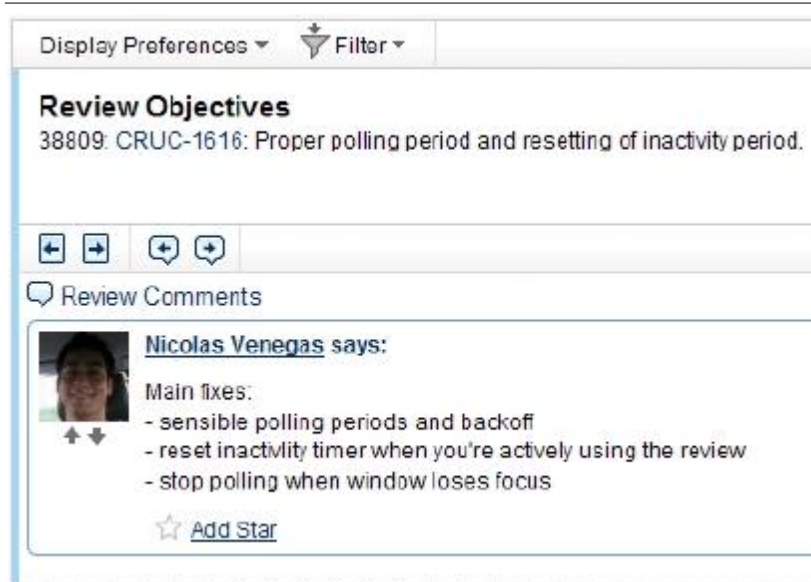 Display Preferences Filter
Review Objectives
38809: CRUC-1616: Proper polling period and resetting of inactivity period.
Review Comments
Nicolas Venegas says:
Main fixes:
- sensible polling periods and backoff
- reset inactivlity timer when you're actively using the review
- stop polling when window loses focus
Add Star